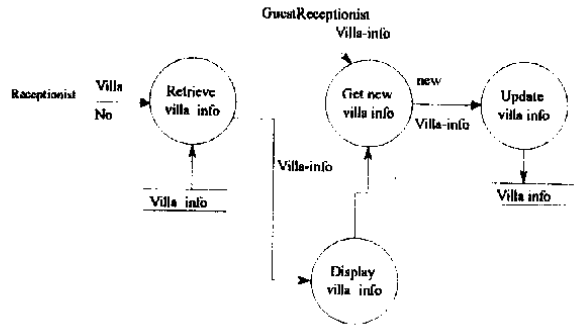 GuestReceptionist
Villa-info
Receptionist
Villa
No
Retrieve
villa info
Get new
villa info
new
Villa-info
Update
villa info
Villa-info
Villa info
Villa info
Display
villa info